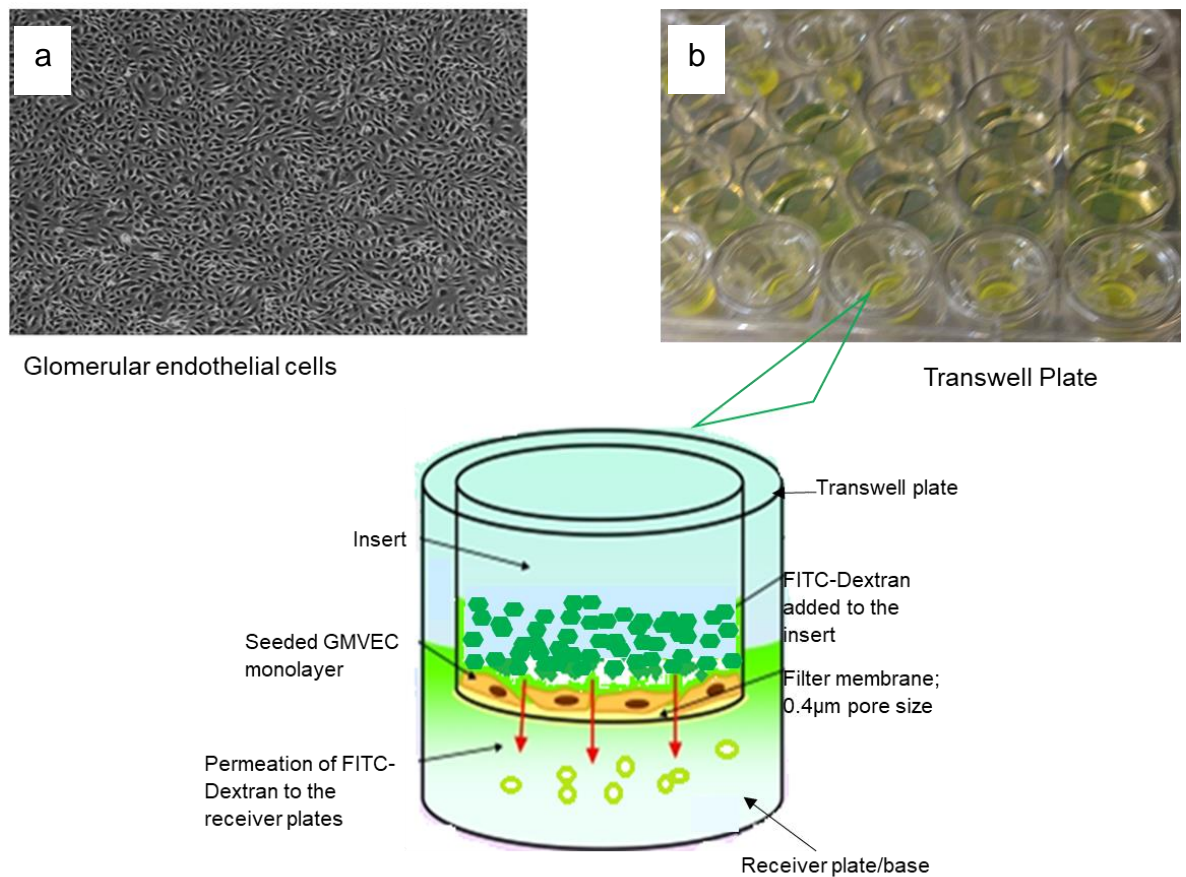 a
b
Glomerular endothelial cells
Transwell Plate
Transwell plate
Insert
FITC-Dextran
added to the
insert
Seeded GMVEC
monolayer
Filter membrane;
0.4µm pore size
Permeation of FITC-
Dextran to the
receiver plates
Receiver plate/base